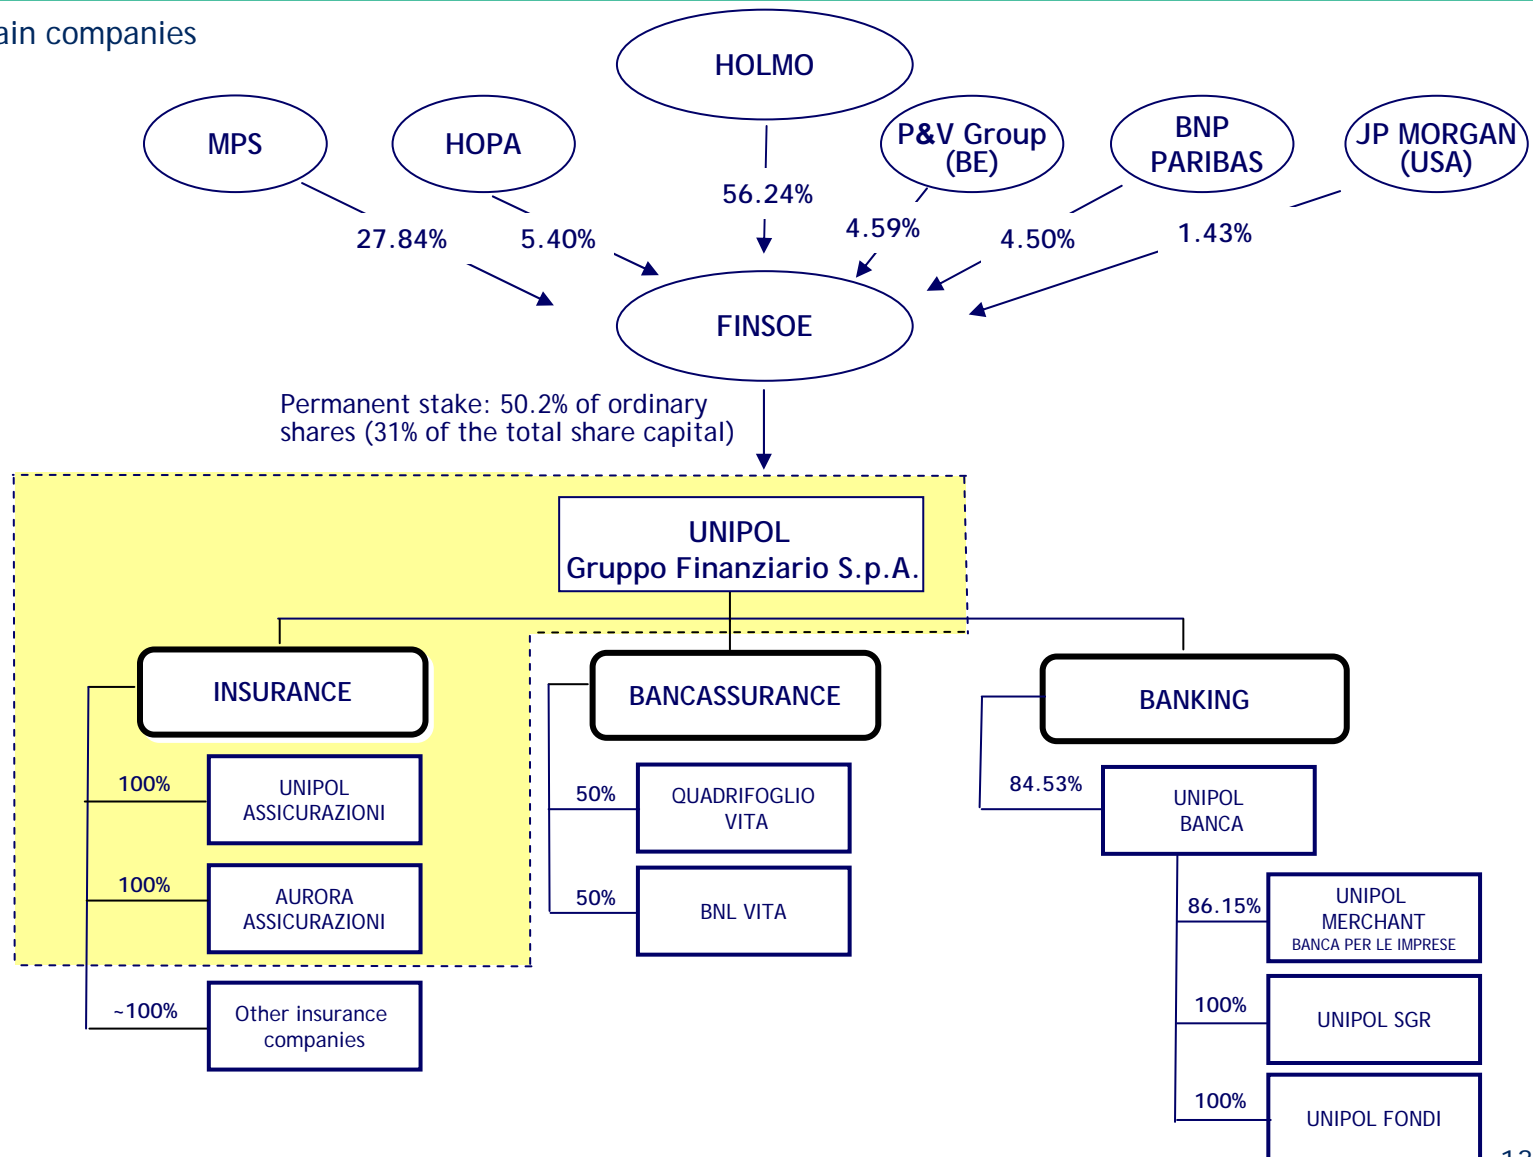 ain companies
HOLMO
MPS
HOPA
P&V Group
(BE)
BNP
PARIBAS
JP MORGAN
(USA)
56.24%
27.84%
5.40%
4.59%
4.50%
1.43%
FINSOE
Permanent stake: 50.2% of ordinary
shares (31% of the total share capital)
UNIPOL
Gruppo Finanziario S.p.A.
INSURANCE
BANCASSURANCE
BANKING
100%
UNIPOL
ASSICURAZIONI
100%
AURORA
ASSICURAZIONI
~100%
Other insurance
companies
50%
QUADRIFOGLIO
VITA
50%
BNL VITA
84.53%
UNIPOL
BANCA
86.15%
UNIPOL
MERCHANT
BANCA PER LE IMPRESE
100%
UNIPOL SGR
100%
UNIPOL FONDI